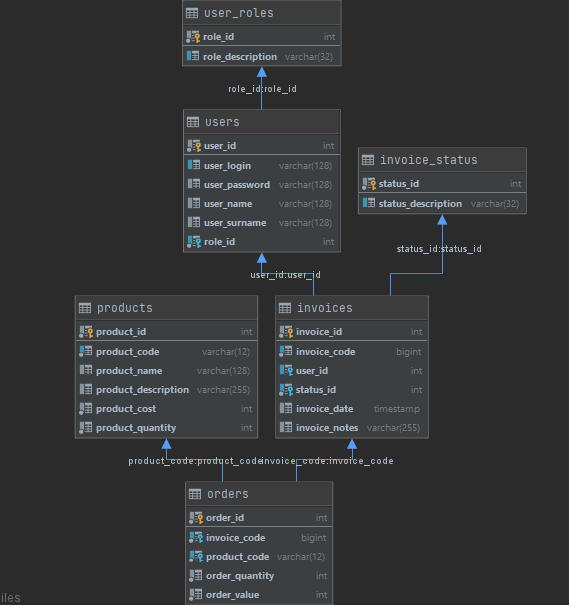 user_roles
role_id int
role_description varchar(32)
role_id:role_id
users
user_id int
user_login varchar(128)
user_password varchar(128)
user_name varchar(128)
user_surname varchar(128)
role_id int
invoice_status
status_id int
status_description varchar(32)
status_id:status_id
user_id:user_id
products
product_id int
product_code varchar(12)
product_name varchar(128)
product_description varchar(255)
product_cost int
product_quantity int
invoices
invoice_id int
invoice_code bigint
user_id int
status_id int
invoice_date timestamp
invoice_notes varchar(255)
product_code:product_code
invoice_code:invoice_code
orders
order_id int
invoice_code bigint
product_code varchar(12)
order_quantity int
order_value int
iles